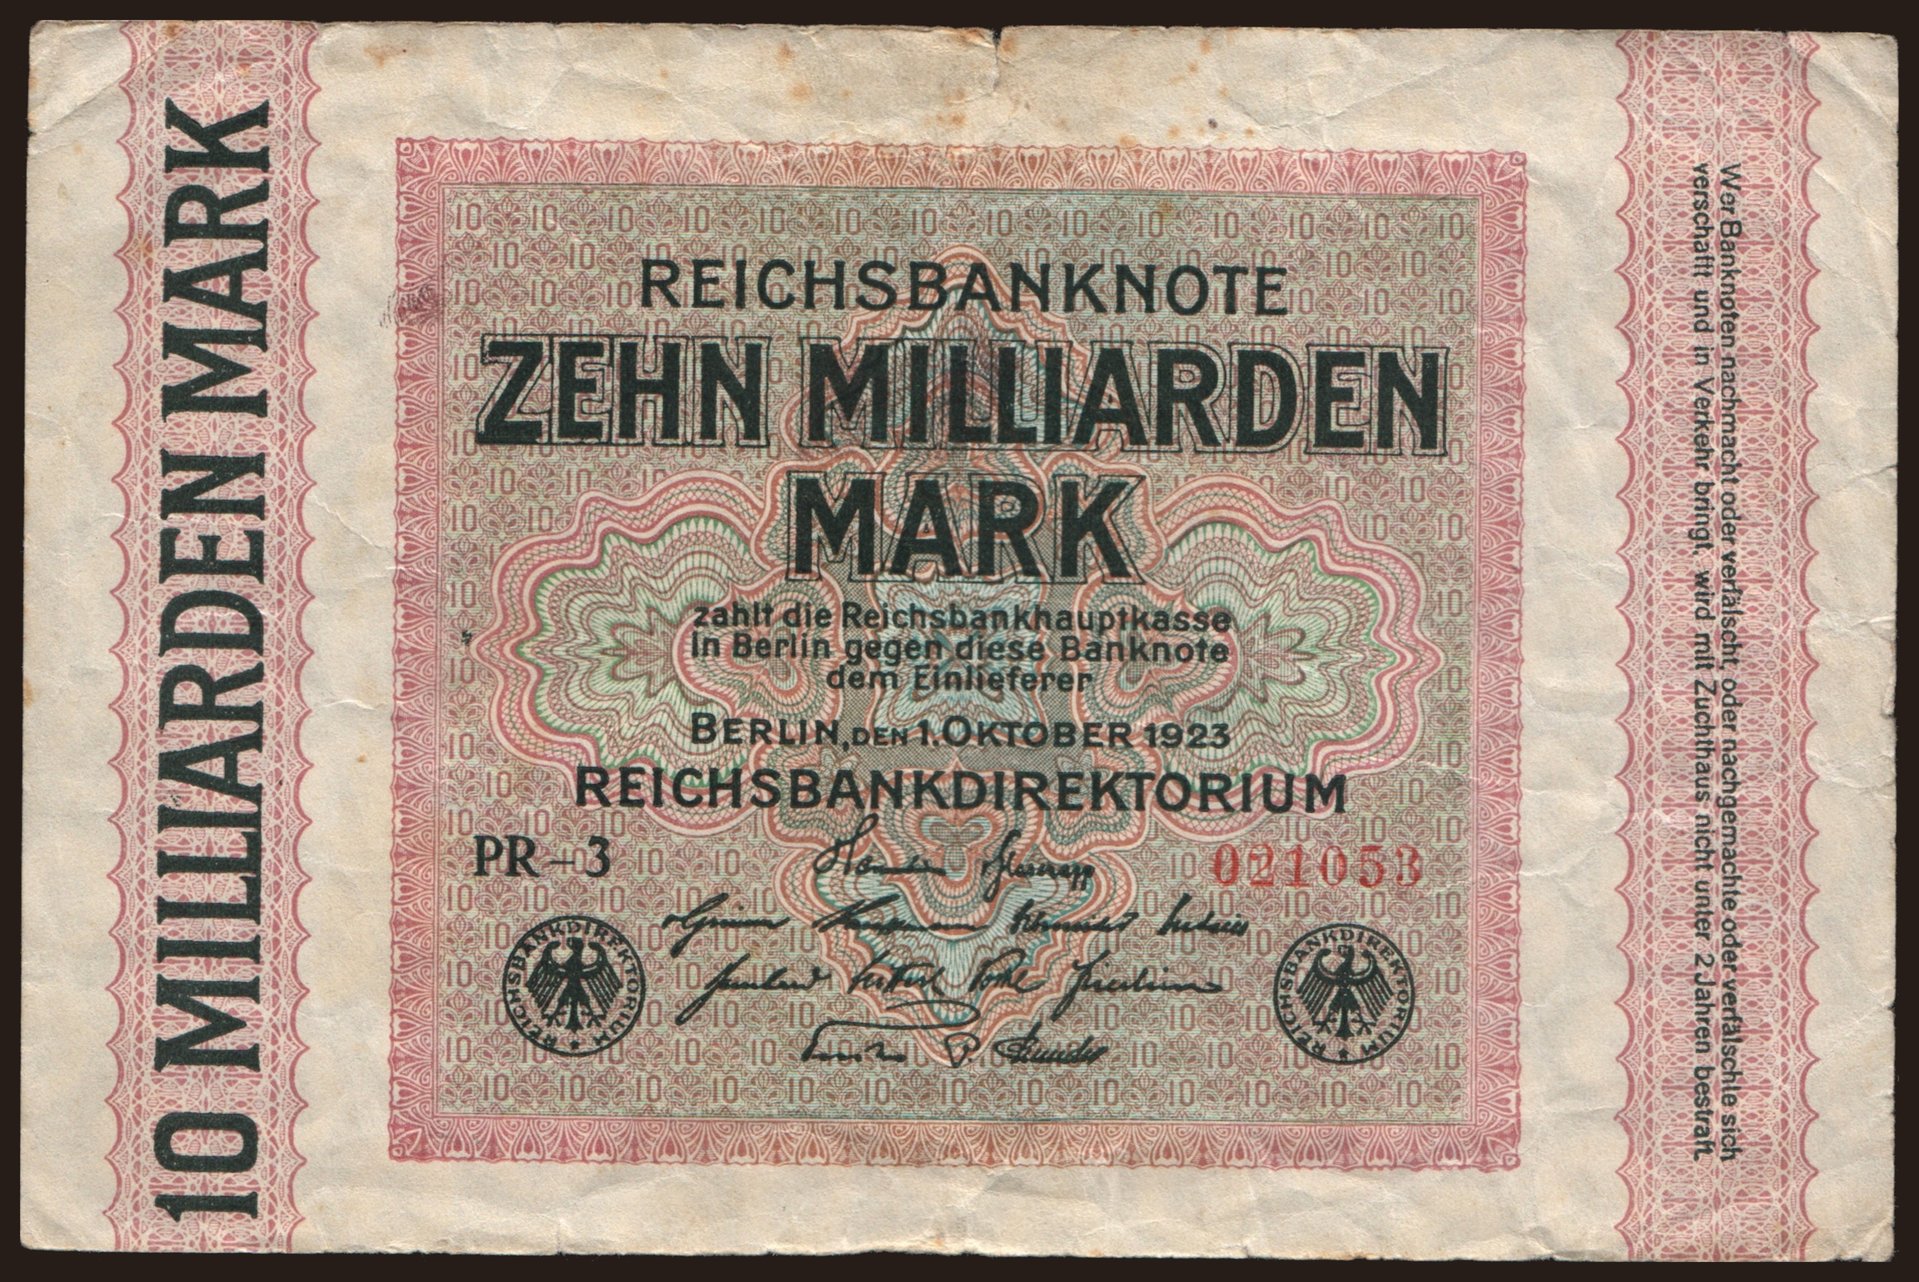 10 MILLIARDEN MARK
REICHSBANKNOTE
ZEHN MILLIARDEN
MARK
zahlt die Reichsbankhauptkasse
in Berlin gegen diese Banknote
dem Einlieferer
BERLIN, DEN 1. OKTOBER 1923
REICHSBANKDIREKTORIUM
PR-3
021053
REICHSBANKDIREKTORIUM
REICHSBANKDIREKTORIUM
Wer Banknoten nachmacht oder verfälscht, oder nachgemachte oder verfälschte sich
verschafft und in Verkehr bringt, wird mit Zuchthaus nicht unter 2 Jahren bestraft.